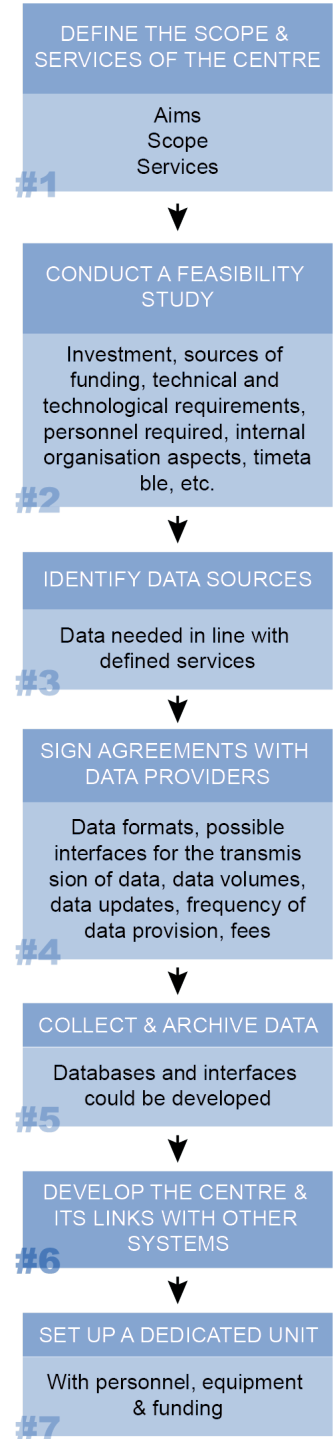 DEFINE THE SCOPE &
SERVICES OF THE CENTRE
Aims
Scope
Services
#1
CONDUCT A FEASIBILITY
STUDY
Investment, sources of
funding, technical and
technological requirements,
personnel required, internal
organisation aspects, timeta
ble, etc.
#2
IDENTIFY DATA SOURCES
Data needed in line with
defined services
#3
SIGN AGREEMENTS WITH
DATA PROVIDERS
Data formats, possible
interfaces for the transmis
sion of data, data volumes,
data updates, frequency of
data provision, fees
#4
COLLECT & ARCHIVE DATA
Databases and interfaces
could be developed
#5
DEVELOP THE CENTRE &
ITS LINKS WITH OTHER
SYSTEMS
#6
SET UP A DEDICATED UNIT
With personnel, equipment
& funding
#7